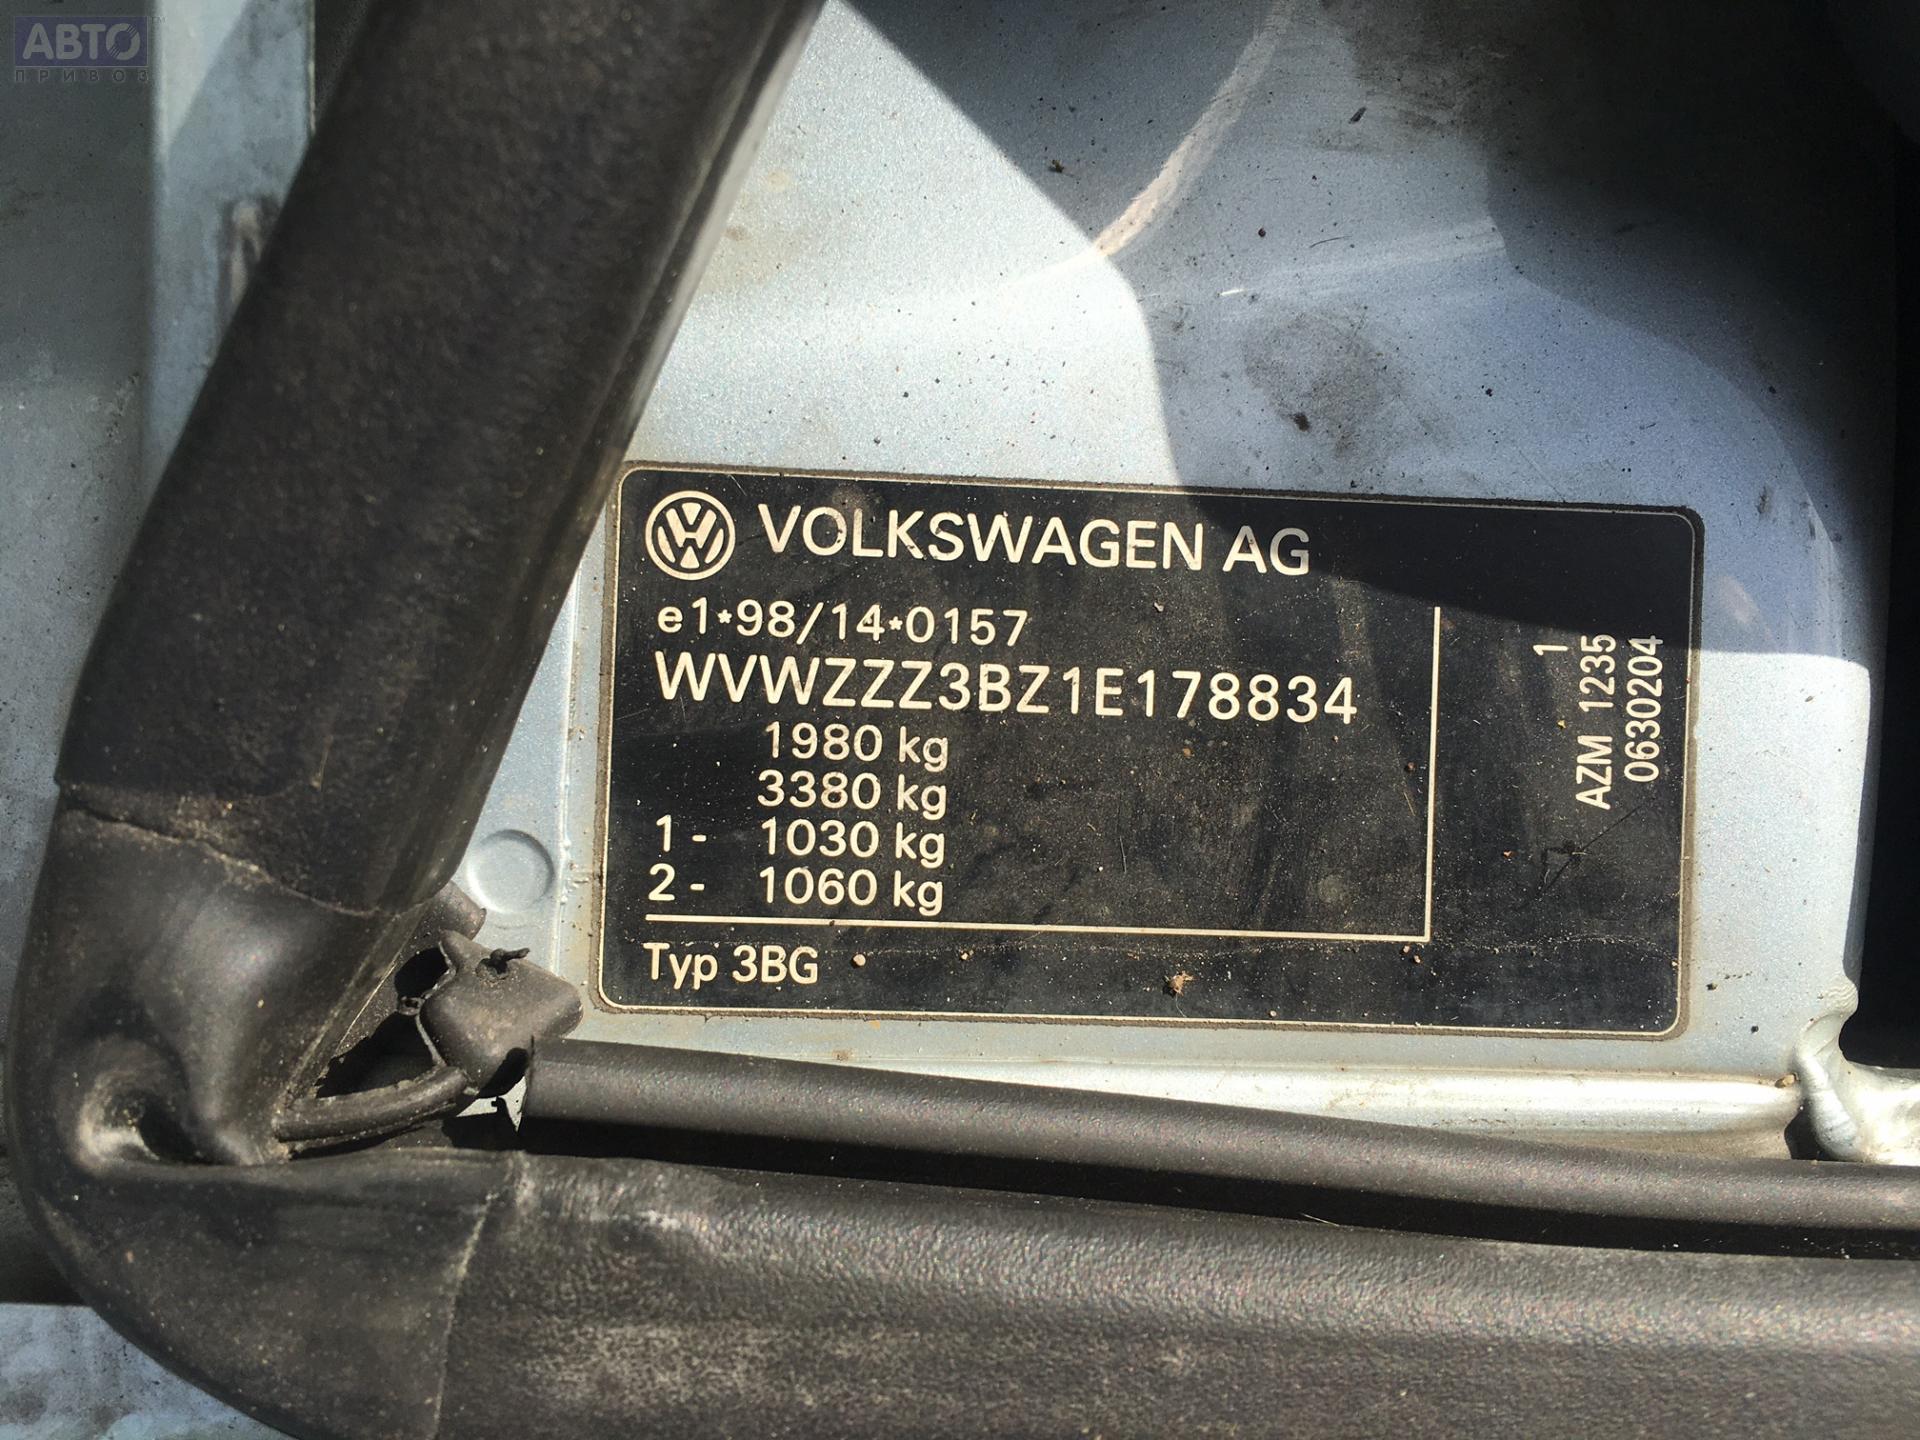 АВТО
ПРИВОЗ
VOLKSWAGEN AG
e1*98/14*0157
WVWZZZ3BZ1E178834
1980 kg
3380 kg
1- 1030 kg
2- 1060 kg
Typ 3BG
1
AZM 1235
0630204